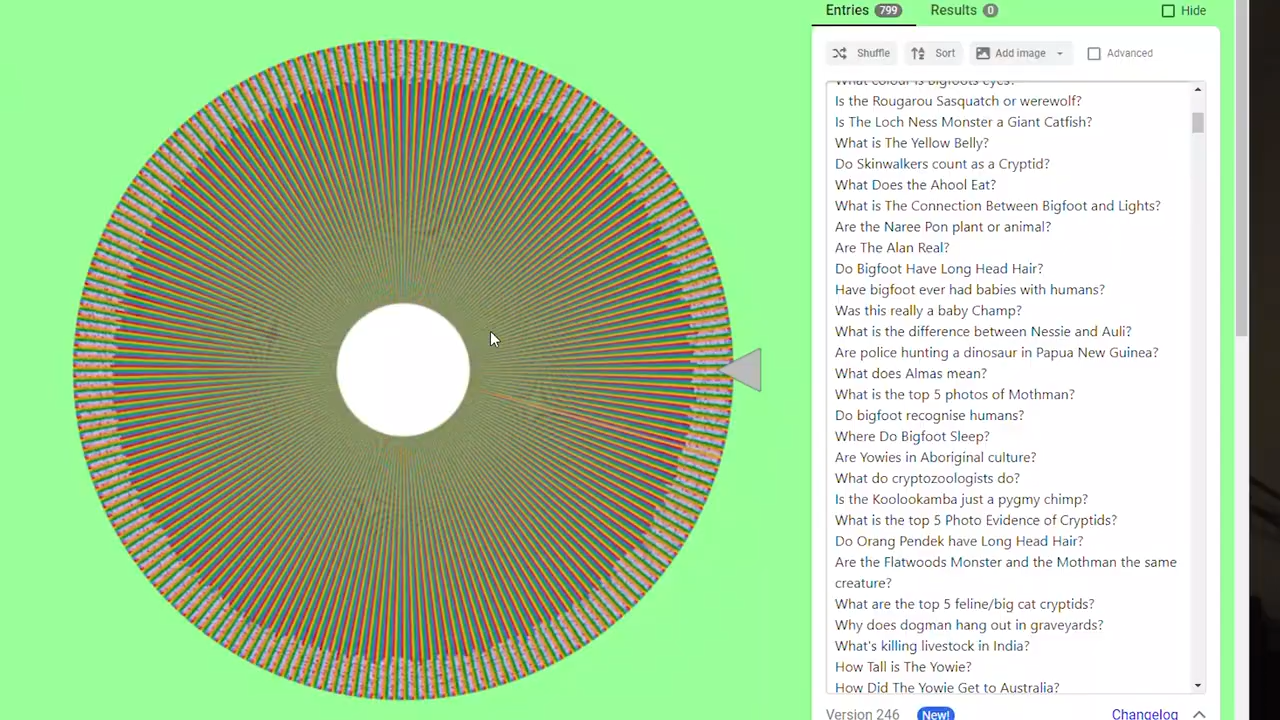 Entries 799 Results 0 Hide
Shuffle Sort Add image Advanced
What colour is Bigfoots eyes?
Is the Rougarou Sasquatch or werewolf?
Is The Loch Ness Monster a Giant Catfish?
What is The Yellow Belly?
Do Skinwalkers count as a Cryptid?
What Does the Ahool Eat?
What is The Connection Between Bigfoot and Lights?
Are the Naree Pon plant or animal?
Are The Alan Real?
Do Bigfoot Have Long Head Hair?
Have bigfoot ever had babies with humans?
Was this really a baby Champ?
What is the difference between Nessie and Auli?
Are police hunting a dinosaur in Papua New Guinea?
What does Almas mean?
What is the top 5 photos of Mothman?
Do bigfoot recognise humans?
Where Do Bigfoot Sleep?
Are Yowies in Aboriginal culture?
What do cryptozoologists do?
Is the Koolookamba just a pygmy chimp?
What is the top 5 Photo Evidence of Cryptids?
Do Orang Pendek have Long Head Hair?
Are the Flatwoods Monster and the Mothman the same
creature?
What are the top 5 feline/big cat cryptids?
Why does dogman hang out in graveyards?
What's killing livestock in India?
How Tall is The Yowie?
How Did The Yowie Get to Australia?
Version 246 New! Changelog